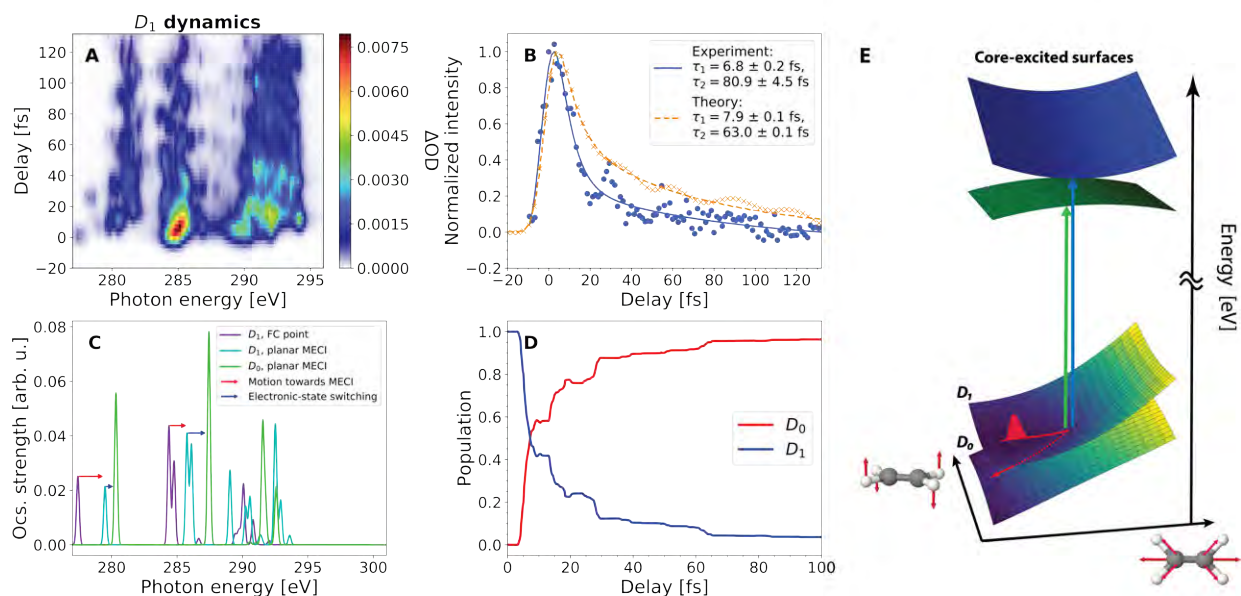 D₁ dynamics
A
Delay [fs]
120
100
80
60
40
20
0
−20
280
285
290
295
Photon energy [eV]
0.0075
0.0060
0.0045
0.0030
0.0015
0.0000
ΔOD
B
Normalized intensity
1.0
0.8
0.6
0.4
0.2
0.0
−0.2
Experiment:
τ₁ = 6.8 ± 0.2 fs,
τ₂ = 80.9 ± 4.5 fs
Theory:
τ₁ = 7.9 ± 0.1 fs,
τ₂ = 63.0 ± 0.1 fs
−20
0
20
40
60
80
100
120
Delay [fs]
C
Ocs. strength [arb. u.]
0.08
0.06
0.04
0.02
0.00
D₁, FC point
D₁, planar MECI
D₀, planar MECI
Motion towards MECI
Electronic-state switching
280
285
290
295
300
Photon energy [eV]
D
Population
1.0
0.8
0.6
0.4
0.2
0.0
D₀
D₁
0
20
40
60
80
100
Delay [fs]
E
Core-excited surfaces
Energy [eV]
D₁
D₀